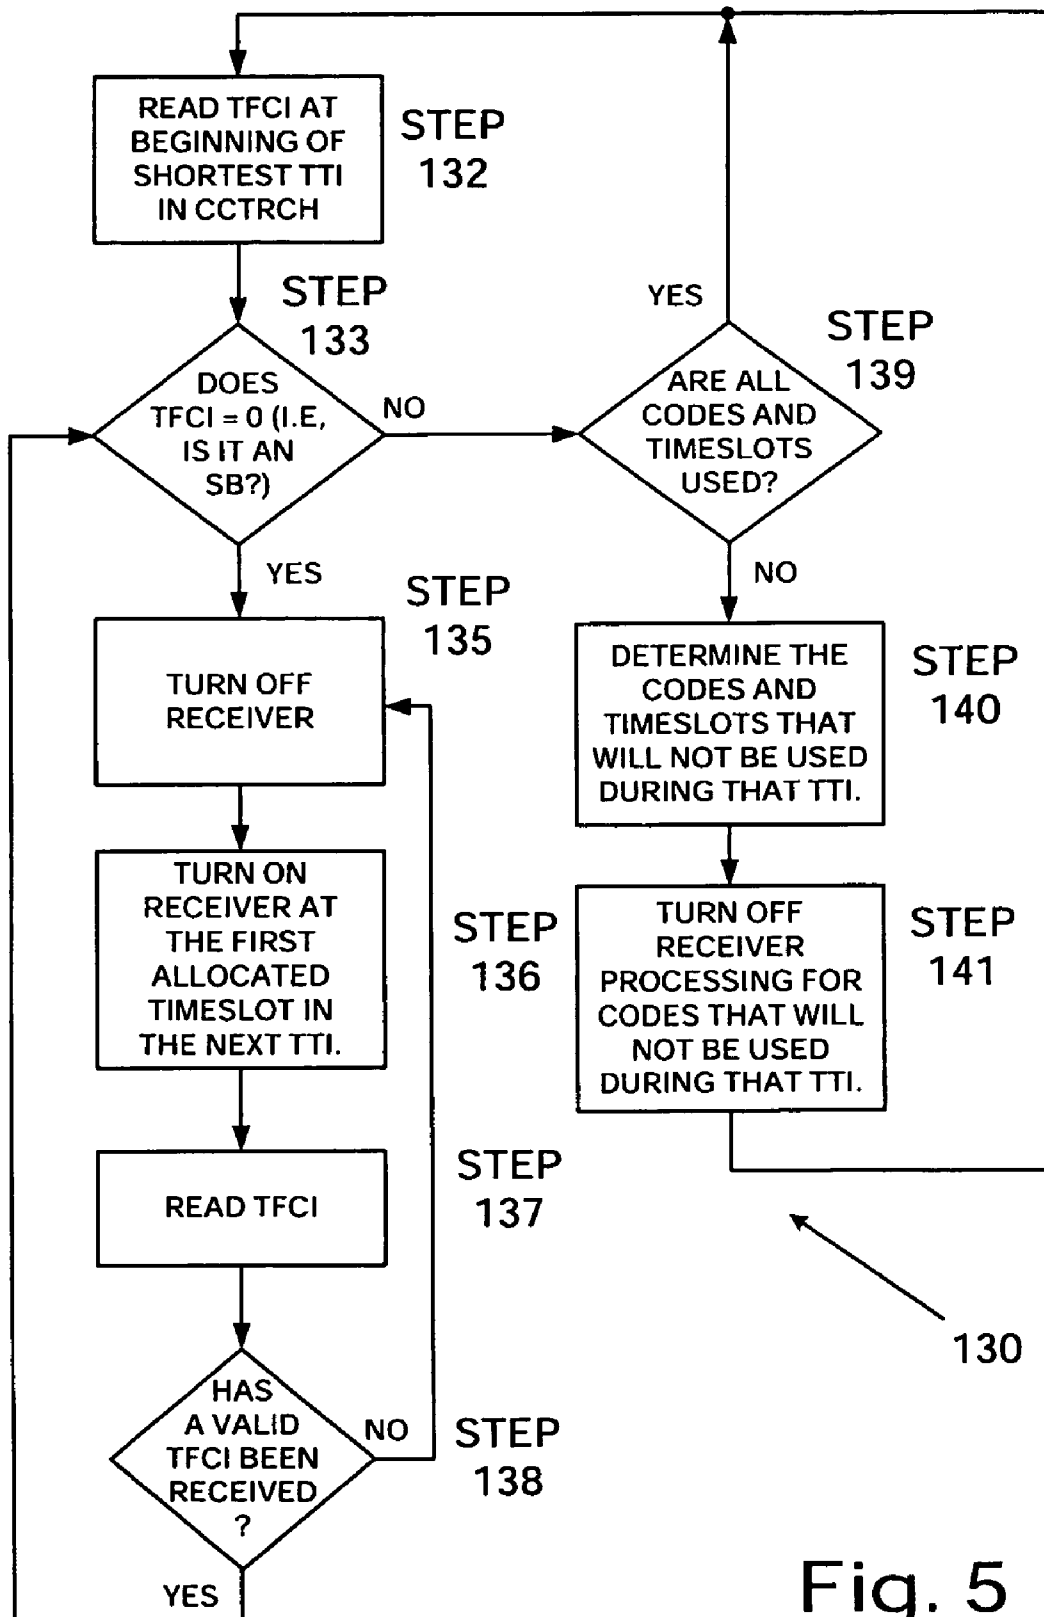 READ TFCI AT
BEGINNING OF
SHORTEST TTI
IN CCTRCH
STEP
132
STEP
133
DOES
TFCI = 0 (I.E,
IS IT AN
SB?)
NO
YES
YES
STEP
139
ARE ALL
CODES AND
TIMESLOTS
USED?
NO
STEP
135
TURN OFF
RECEIVER
DETERMINE THE
CODES AND
TIMESLOTS THAT
WILL NOT BE USED
DURING THAT TTI.
STEP
140
TURN ON
RECEIVER AT
THE FIRST
ALLOCATED
TIMESLOT IN
THE NEXT TTI.
STEP
136
TURN OFF
RECEIVER
PROCESSING FOR
CODES THAT WILL
NOT BE USED
DURING THAT TTI.
STEP
141
READ TFCI
STEP
137
130
HAS
A VALID
TFCI BEEN
RECEIVED
?
NO
STEP
138
YES
Fig. 5